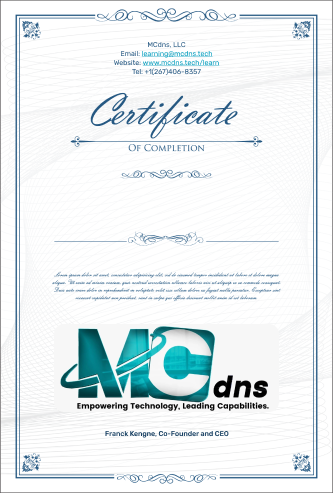 MCdns, LLC
Email: learning@mcdns.tech
Website: www.mcdns.tech/learn
Tel: +1(267)406-8357
Certificate
OF COMPLETION
Lorem ipsum dolor sit amet, consectetur adipisicing elit, sed do eiusmod tempor incididunt ut labore et dolore magna
aliqua. Ut enim ad minim veniam, quis nostrud exercitation ullamco laboris nisi ut aliquip ex ea commodo consequat.
Duis aute irure dolor in reprehenderit in voluptate velit esse cillum dolore eu fugiat nulla pariatur. Excepteur sint
occaecat cupidatat non proident, sunt in culpa qui officia deserunt mollit anim id est laborum.
MCdns
Empowering Technology, Leading Capabilities.
Franck Kengne, Co-Founder and CEO